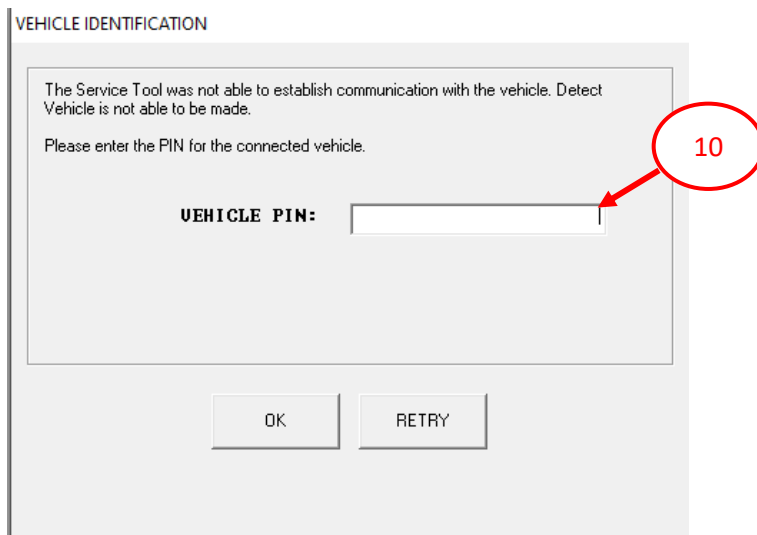 VEHICLE IDENTIFICATION
The Service Tool was not able to establish communication with the vehicle. Detect
Vehicle is not able to be made.
Please enter the PIN for the connected vehicle.
10
VEHICLE PIN:
OK
RETRY